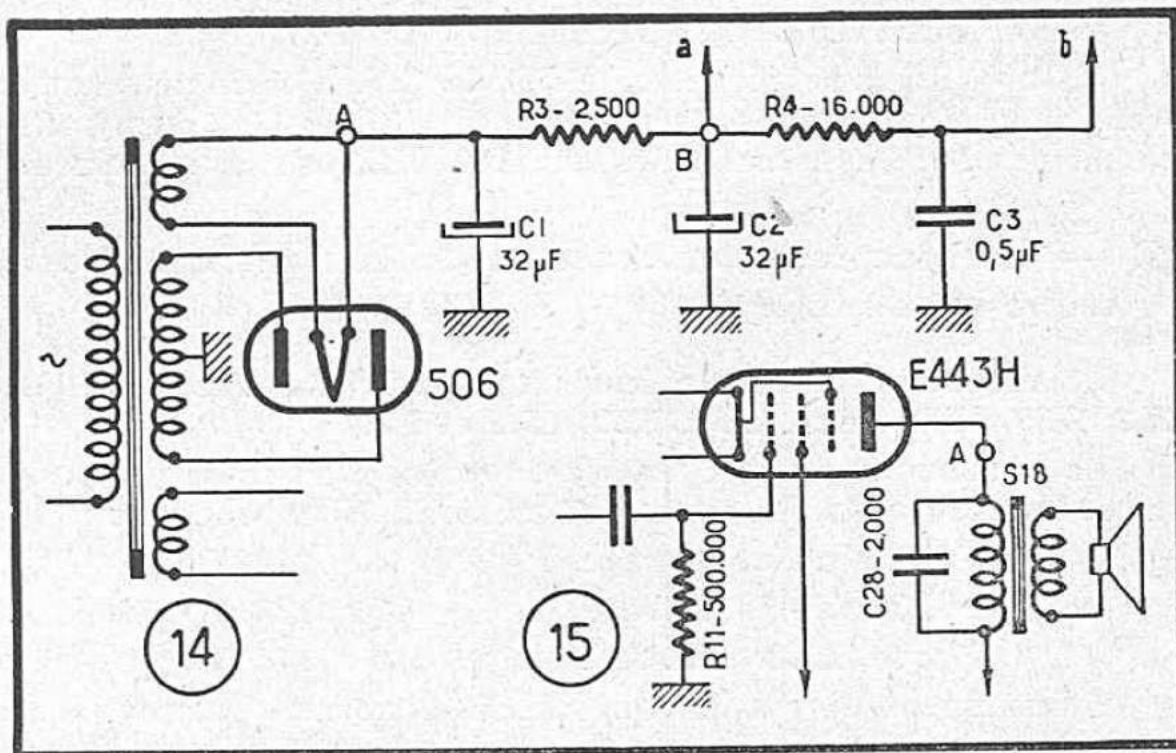 a
b
A
R3-2,500
R4-16.000
B
C1
32µF
C2
32µF
C3
0,5µF
~
506
E443H
A
S18
C28-2,000
R11-500.000
14
15